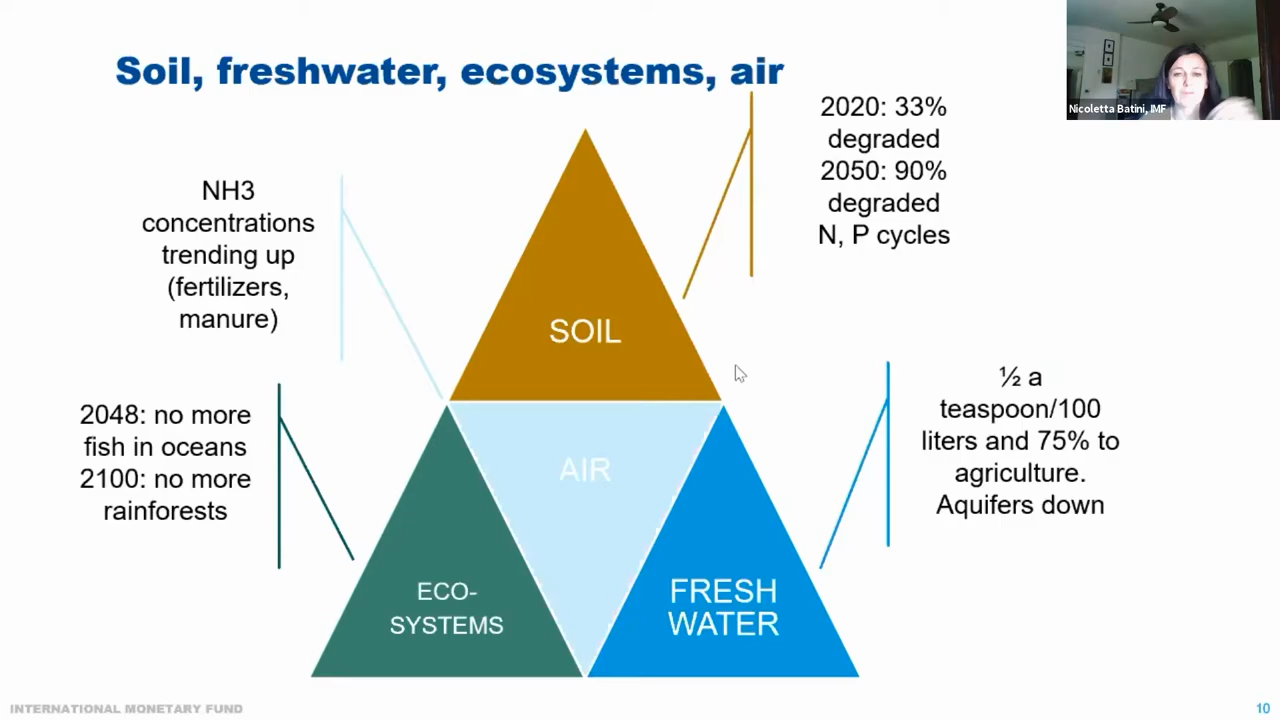 Soil, freshwater, ecosystems, air
Nicoletta Batini, IMF
2020: 33%
degraded
2050: 90%
degraded
N, P cycles
NH3
concentrations
trending up
(fertilizers,
manure)
SOIL
½ a
teaspoon/100
liters and 75% to
agriculture.
Aquifers down
2048: no more
fish in oceans
2100: no more
rainforests
AIR
ECO-
SYSTEMS
FRESH
WATER
INTERNATIONAL MONETARY FUND
10